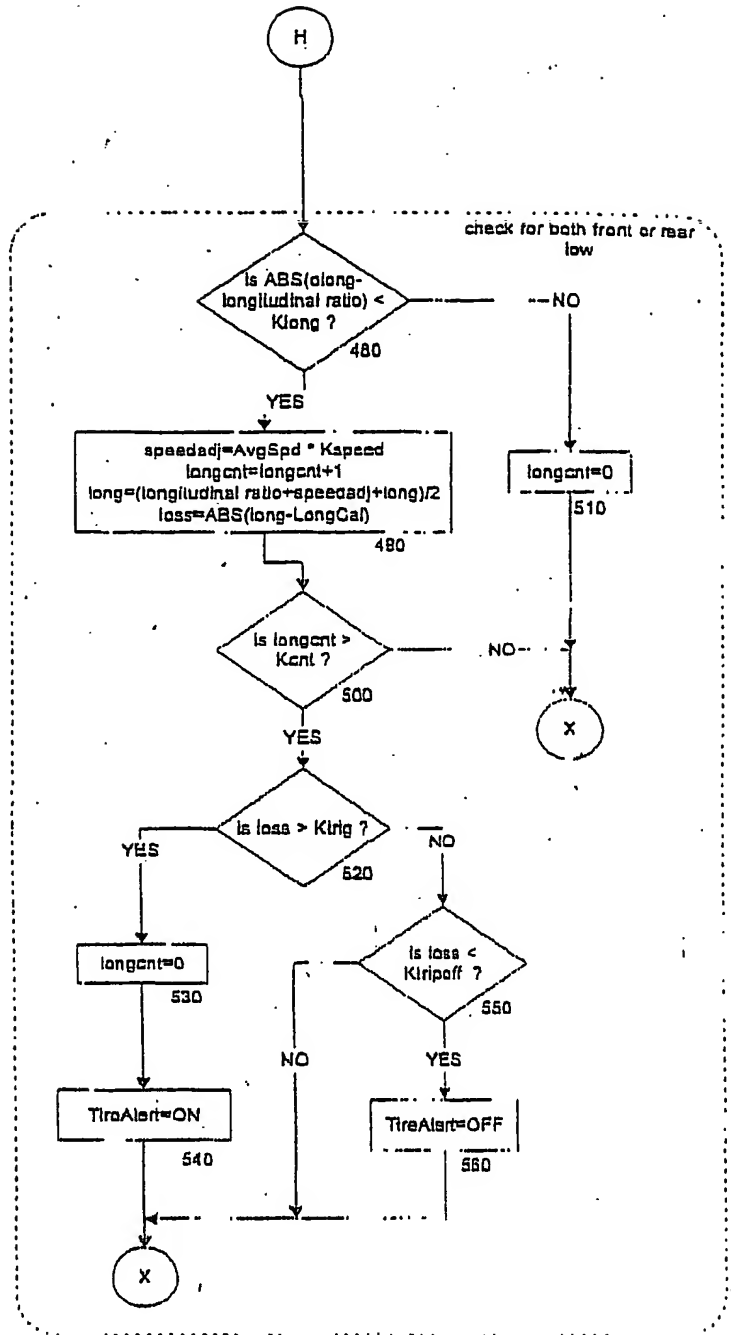 H
check for both front or rear
low
Is ABS(olong-
longitudinal ratio) <
Klong ?
480
NO
YES
speedadj=AvgSpd * Kspeed
longcnt=longcnt+1
long=(longitudinal ratio+speedadj+long)/2
loss=ABS(long-LongCal)
480
longcnt=0
510
Is longcnt >
Kcnt ?
500
NO
X
YES
Is loss > Ktrig ?
520
YES
NO
longcnt=0
530
Is loss <
Ktripoff ?
550
NO
YES
TireAlert=ON
540
TireAlert=OFF
560
X